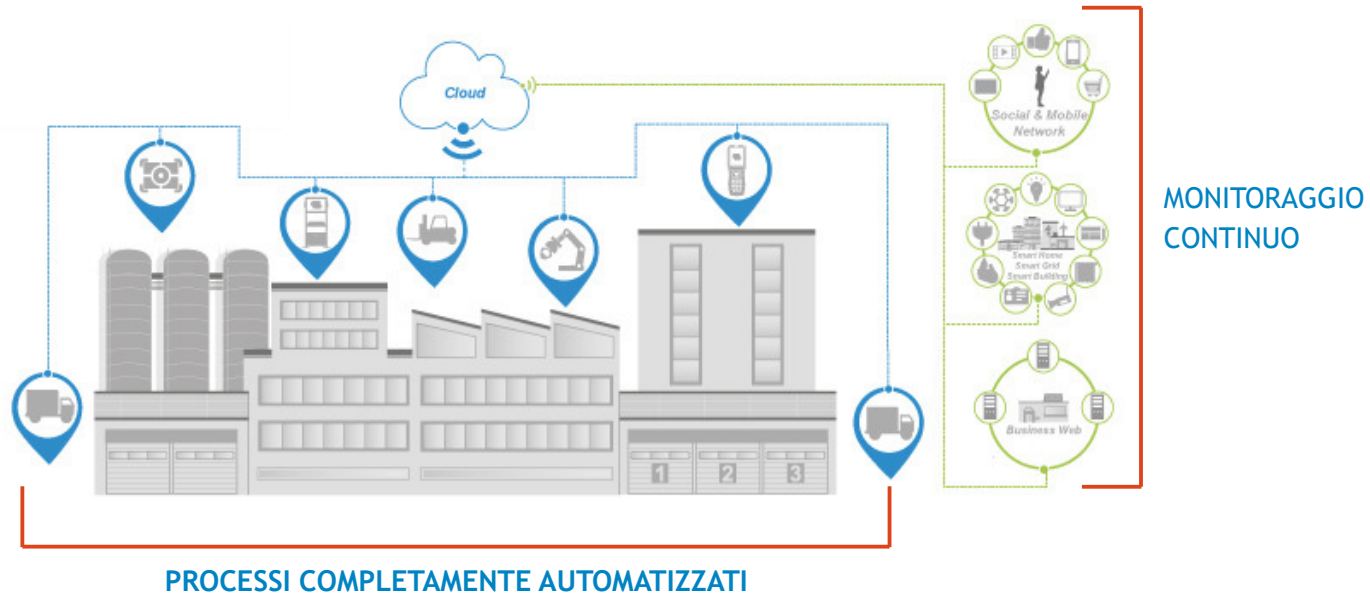 Cloud
Social & Mobile
Network
MONITORAGGIO
CONTINUO
Smart Home
Smart Grid
Smart Building
Business Web
1 2 3
PROCESSI COMPLETAMENTE AUTOMATIZZATI